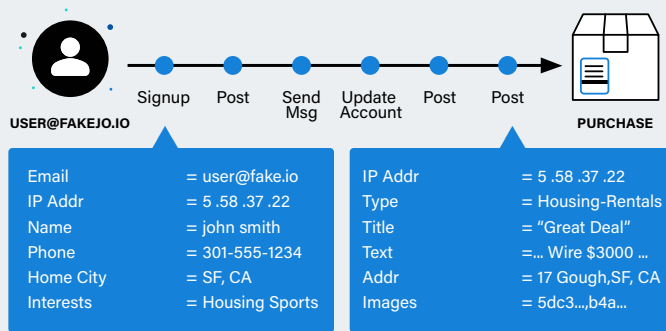 Signup Post Send Msg Update Account Post Post
USER@FAKEJO.IO
PURCHASE
Email = user@fake.io
IP Addr = 5 .58 .37 .22
Name = john smith
Phone = 301-555-1234
Home City = SF, CA
Interests = Housing Sports
IP Addr = 5 .58 .37 .22
Type = Housing-Rentals
Title = “Great Deal”
Text =... Wire $3000 ...
Addr = 17 Gough,SF, CA
Images = 5dc3...,b4a...